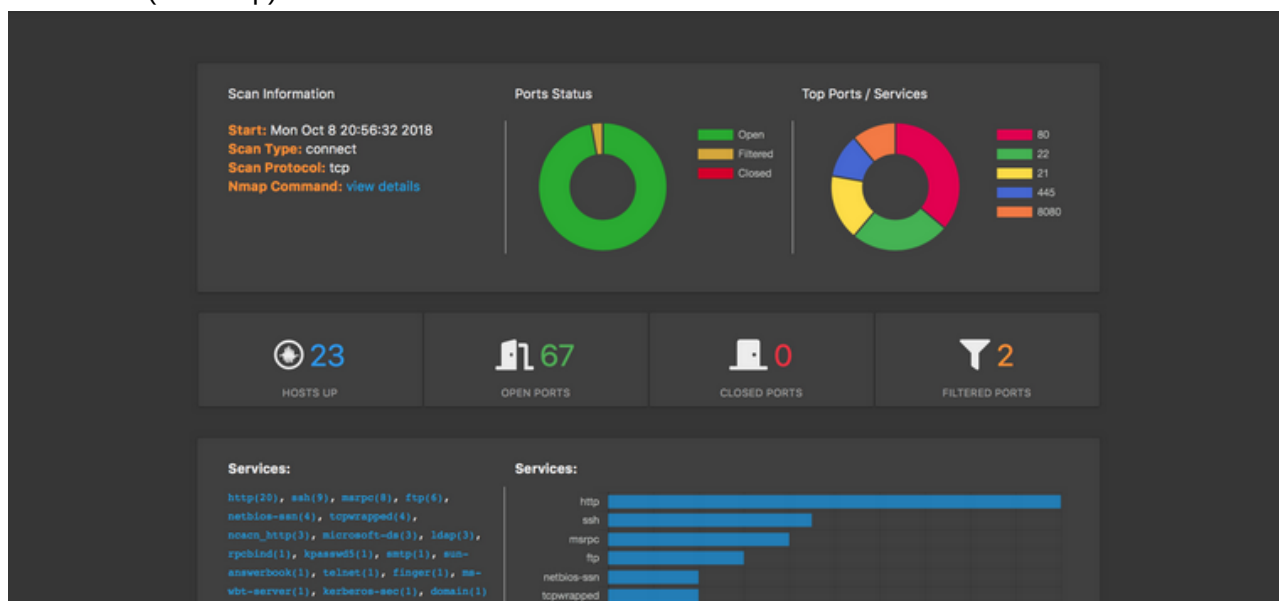 Scan Information
Start: Mon Oct 8 20:56:32 2018
Scan Type: connect
Scan Protocol: tcp
Nmap Command: view details
Ports Status
Open
Filtered
Closed
Top Ports / Services
80
22
21
445
8080
23
HOSTS UP
67
OPEN PORTS
0
CLOSED PORTS
2
FILTERED PORTS
Services:
http(20), ssh(9), msrpc(8), ftp(6),
netbios-ssn(4), tcpwrapped(4),
ncacn_http(3), microsoft-ds(3), ldap(3),
rpcbind(1), kpasswd5(1), smtp(1), sun-
answerbook(1), telnet(1), finger(1), ms-
wbt-server(1), kerberos-sec(1), domain(1)
Services:
http
ssh
msrpc
ftp
netbios-ssn
tcpwrapped